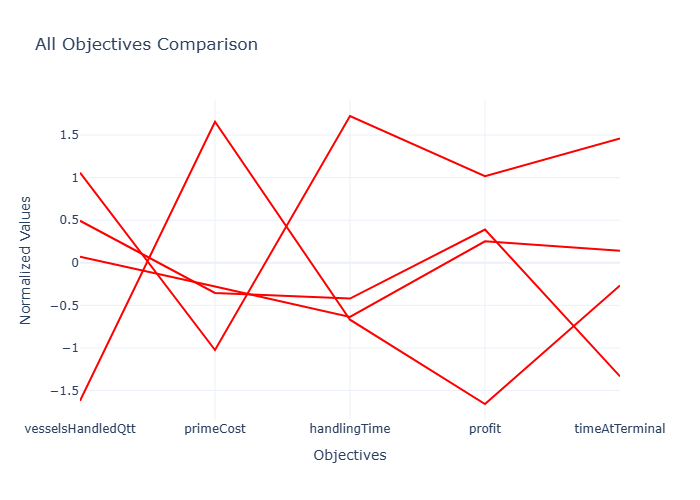 All Objectives Comparison
Normalized Values
1.5
1
0.5
0
−0.5
−1
−1.5
vesselsHandledQtt
primeCost
handlingTime
profit
timeAtTerminal
Objectives